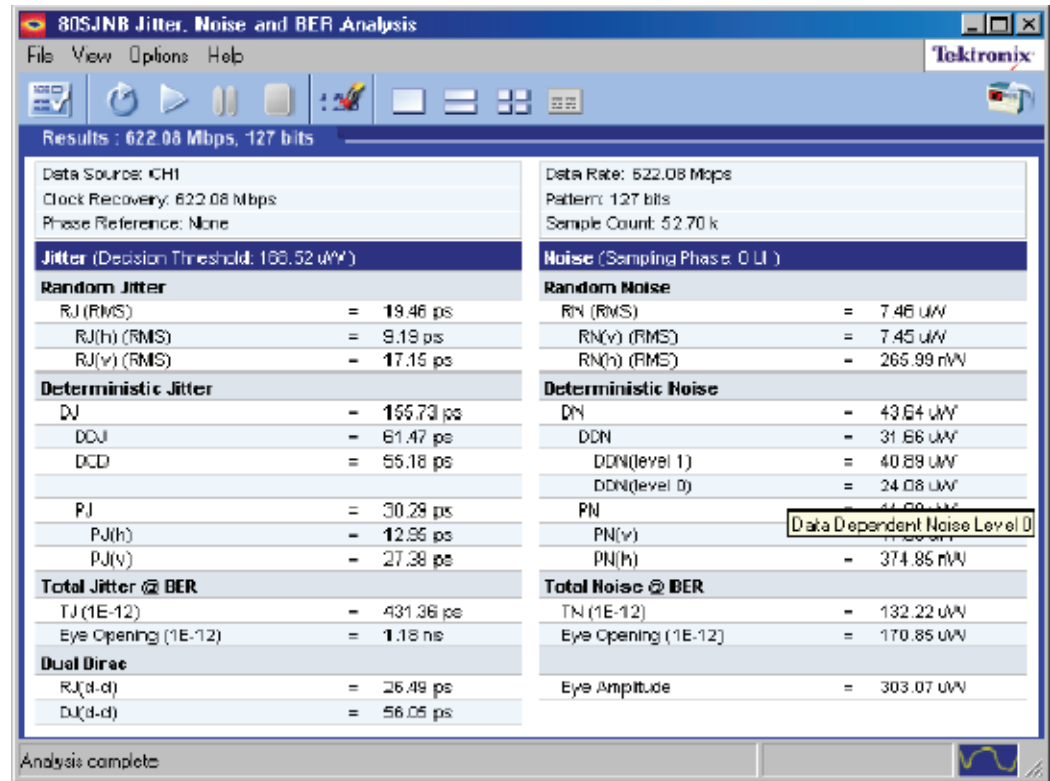 80SJNB Jitter, Noise and BER Analysis
File View Options Help
Tektronix
Results : 622.08 Mbps, 127 bits
Data Source: CH1
Clock Recovery: 622.08 Mbps
Phase Reference: None
Data Rate: 622.08 Mbps
Pattern: 127 bits
Sample Count: 52.70 k
Jitter (Decision Threshold: 168.52 uW)
Random Jitter
RJ (RMS) = 19.46 ps
RJ(h) (RMS) = 9.19 ps
RJ(v) (RMS) = 17.15 ps
Deterministic Jitter
DJ = 155.73 ps
DDJ = 61.47 ps
DCD = 55.18 ps
PJ = 30.29 ps
PJ(h) = 12.95 ps
PJ(v) = 27.38 ps
Total Jitter @ BER
TJ (1E-12) = 431.36 ps
Eye Opening (1E-12) = 1.18 ns
Dual Dirac
RJ(d-d) = 26.49 ps
DJ(d-d) = 56.05 ps
Noise (Sampling Phase: 0 UI)
Random Noise
RN (RMS) = 7.46 uW
RN(v) (RMS) = 7.45 uW
RN(h) (RMS) = 265.99 nW
Deterministic Noise
DN = 43.64 uW
DDN = 31.66 uW
DDN(level 1) = 40.89 uW
DDN(level 0) = 24.08 uW
PN =
Data Dependent Noise Level 0
PN(v)
PN(h) = 374.85 nW
Total Noise @ BER
TN (1E-12) = 132.22 uW
Eye Opening (1E-12) = 170.85 uW
Eye Amplitude = 303.07 uW
Analysis complete